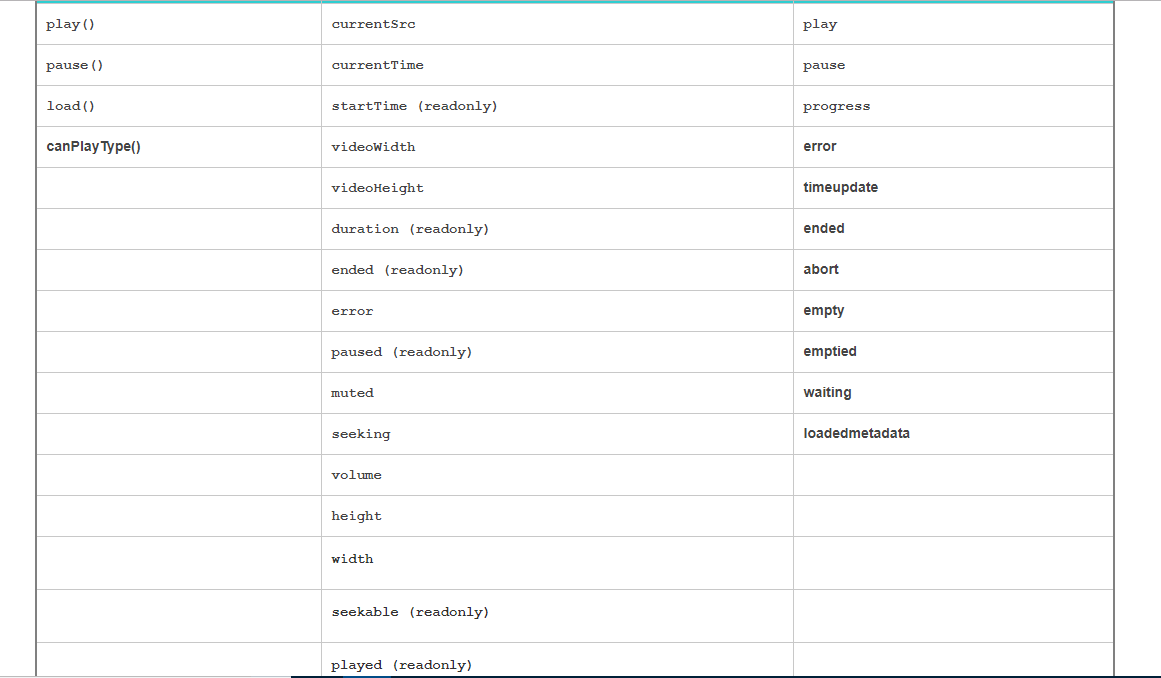 play() currentSrc play
pause() currentTime pause
load() startTime (readonly) progress
canPlayType() videoWidth error
videoHeight timeupdate
duration (readonly) ended
ended (readonly) abort
error empty
paused (readonly) emptied
muted waiting
seeking loadedmetadata
volume
height
width
seekable (readonly)
played (readonly)